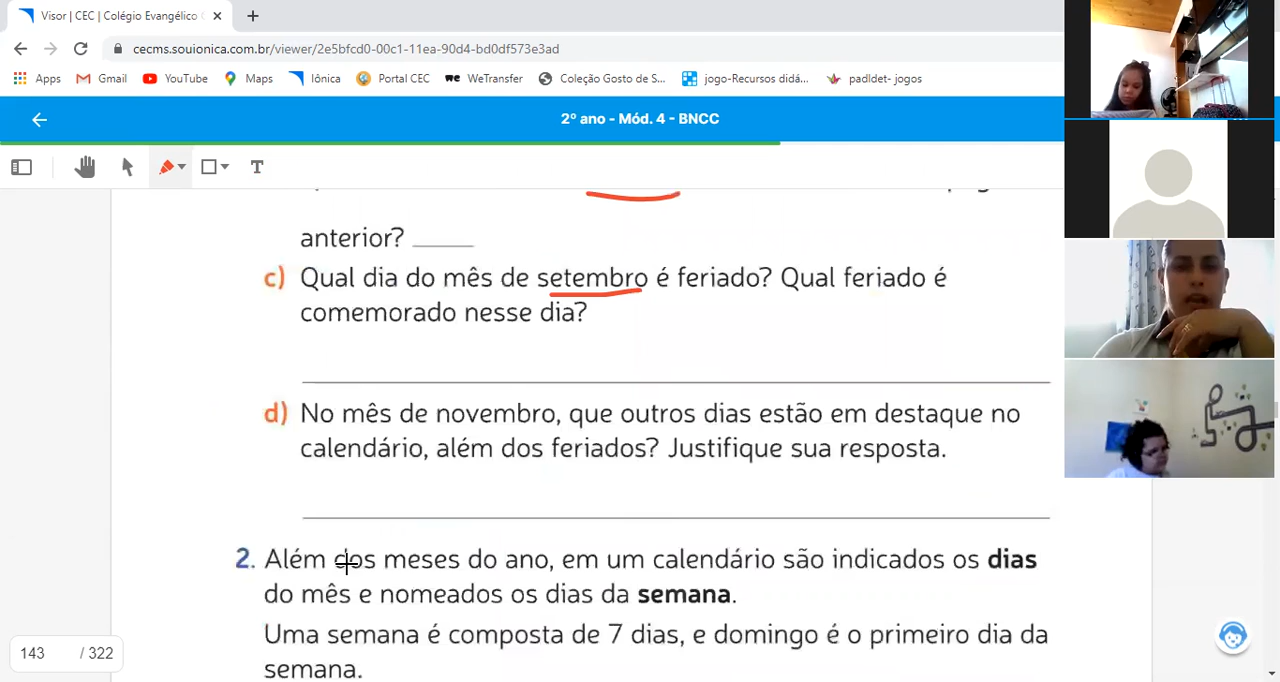 Visor | CEC | Colégio Evangélico
cecms.souionica.com.br/viewer/2e5bfcd0-00c1-11ea-90d4-bd0df573e3ad
Apps Gmail YouTube Maps Iônica Portal CEC WeTransfer Coleção Gosto de S... jogo-Recursos didá... padldet- jogos
2º ano - Mód. 4 - BNCC
T
anterior?
c) Qual dia do mês de setembro é feriado? Qual feriado é
comemorado nesse dia?
d) No mês de novembro, que outros dias estão em destaque no
calendário, além dos feriados? Justifique sua resposta.
2. Além dos meses do ano, em um calendário são indicados os dias
do mês e nomeados os dias da semana.
Uma semana é composta de 7 dias, e domingo é o primeiro dia da
semana.
143 / 322